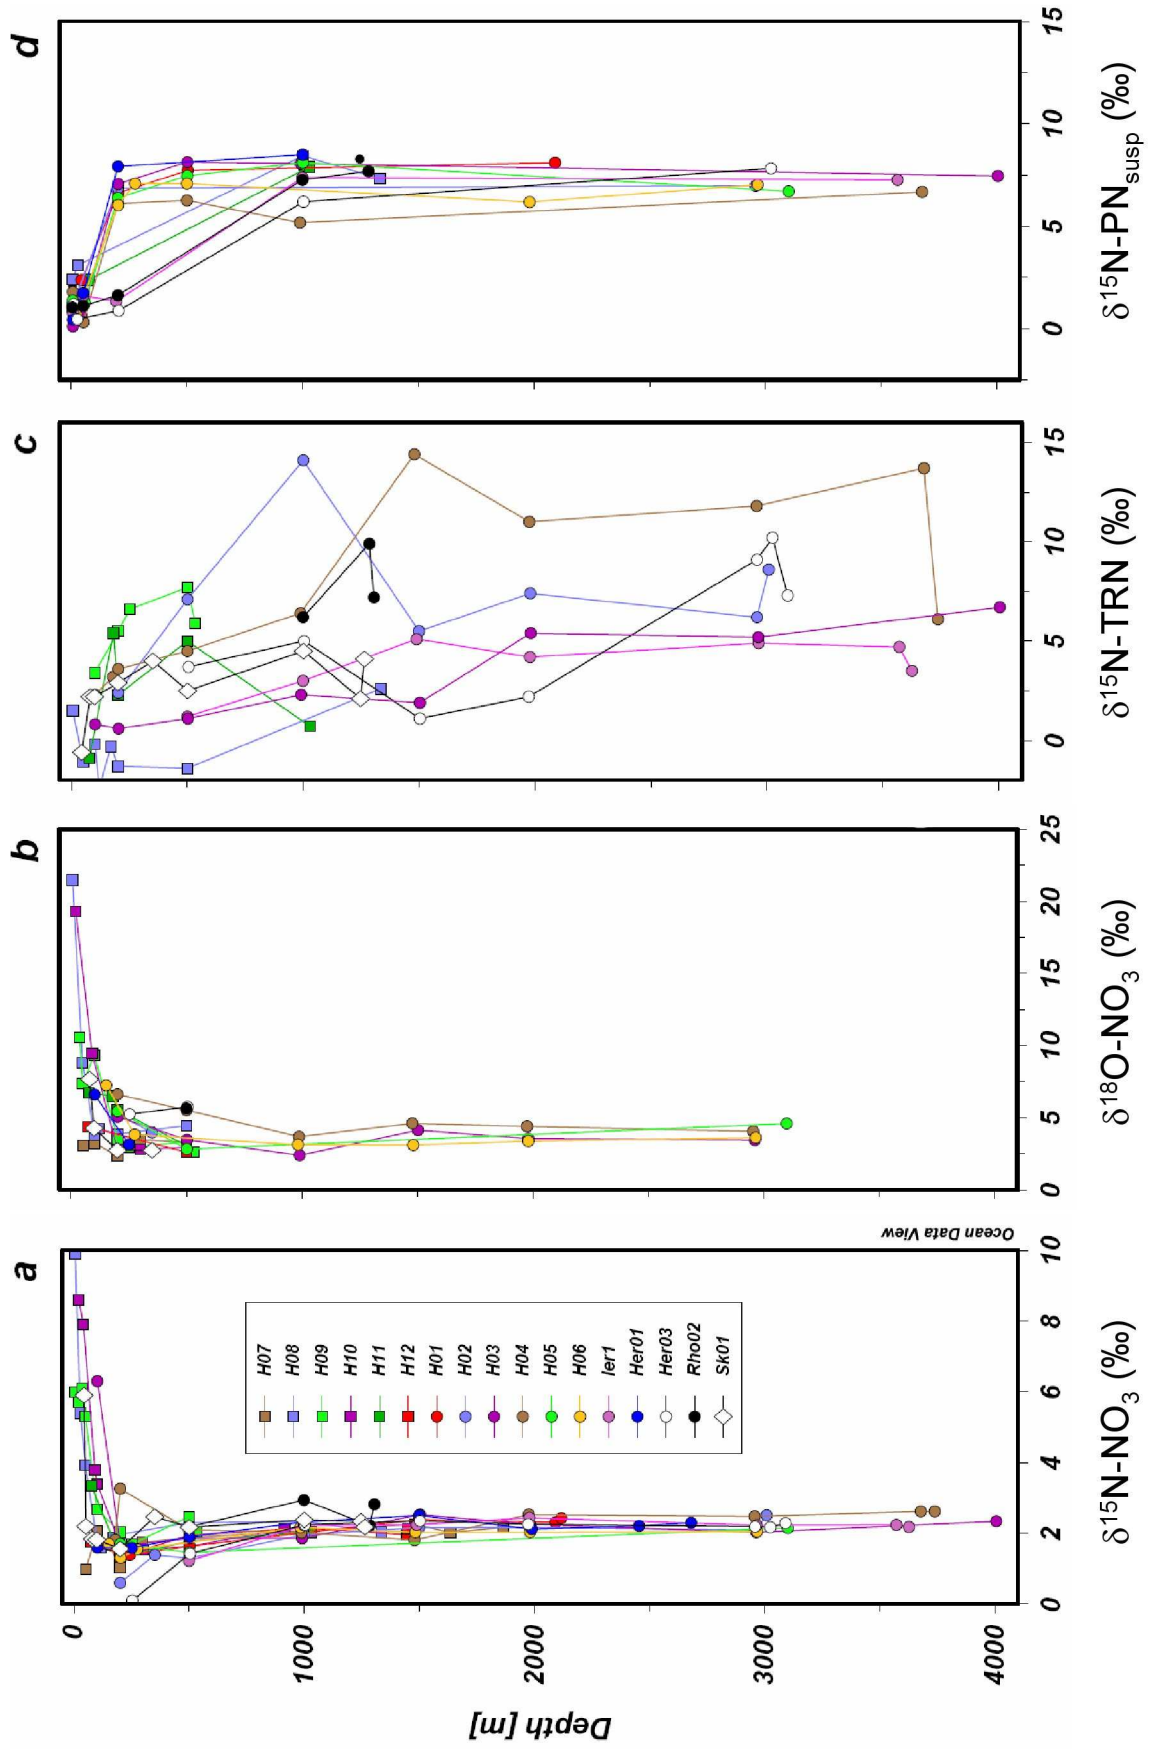 a
b
c
d
Depth [m]
0
1000
2000
3000
4000
0 2 4 6 8 10
δ15N-NO3 (‰)
H07
H08
H09
H10
H11
H12
H01
H02
H03
H04
H05
H06
Ier1
Her01
Her03
Rho02
Sk01
Ocean Data View
0 5 10 15 20 25
δ18O-NO3 (‰)
0 5 10 15
δ15N-TRN (‰)
0 5 10 15
δ15N-PNsusp (‰)